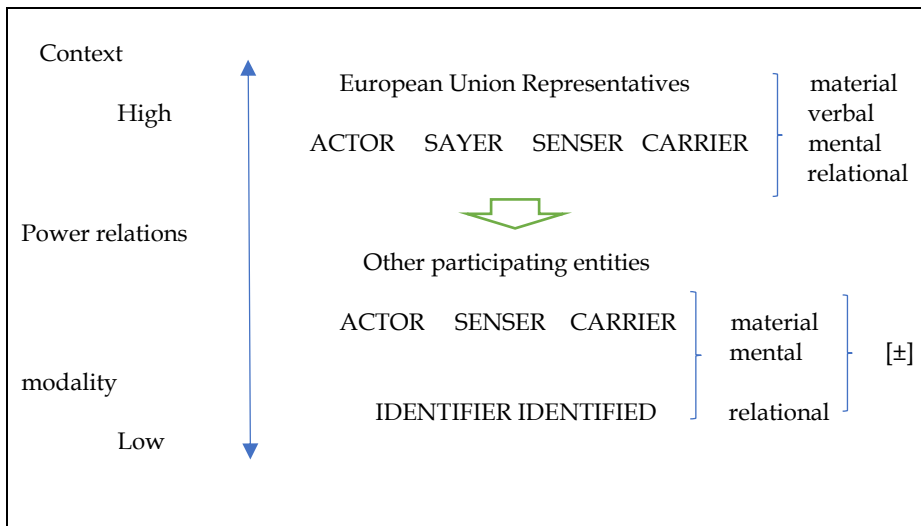 Context
European Union Representatives material
High verbal
ACTOR SAYER SENSER CARRIER mental
relational
Power relations
Other participating entities
ACTOR SENSER CARRIER material
mental [±]
modality
IDENTIFIER IDENTIFIED relational
Low